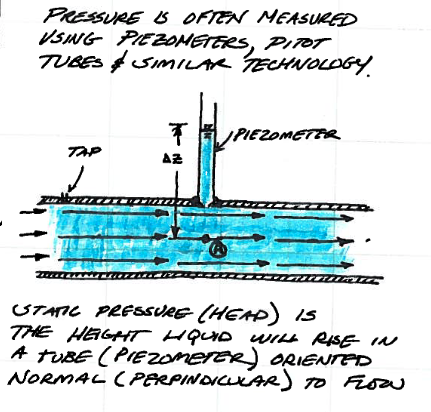 PRESSURE IS OFTEN MEASURED
USING PIEZOMETERS, PITOT
TUBES & SIMILAR TECHNOLOGY.
PIEZOMETER
TAP
ΔZ
A
STATIC PRESSURE (HEAD) IS
THE HEIGHT LIQUID WILL RISE IN
A TUBE (PIEZOMETER) ORIENTED
NORMAL (PERPINDICULAR) TO FLOW